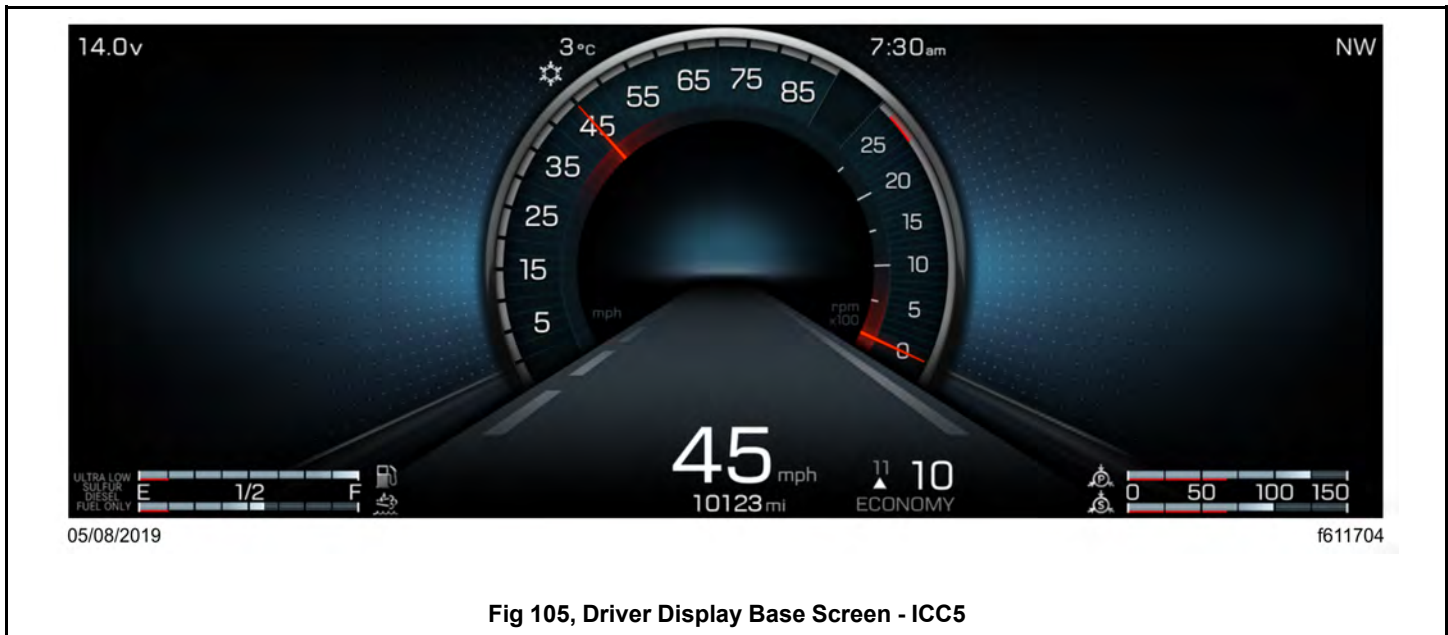 14.0v
3°c
7:30am
NW
5
15
25
35
45
55
65
75
85
mph
25
20
15
10
5
0
rpm
x100
45 mph
10123 mi
11
10
ECONOMY
ULTRA LOW
SULFUR
DIESEL
FUEL ONLY
E 1/2 F
P
S
0 50 100 150
05/08/2019
f611704
Fig 105, Driver Display Base Screen - ICC5